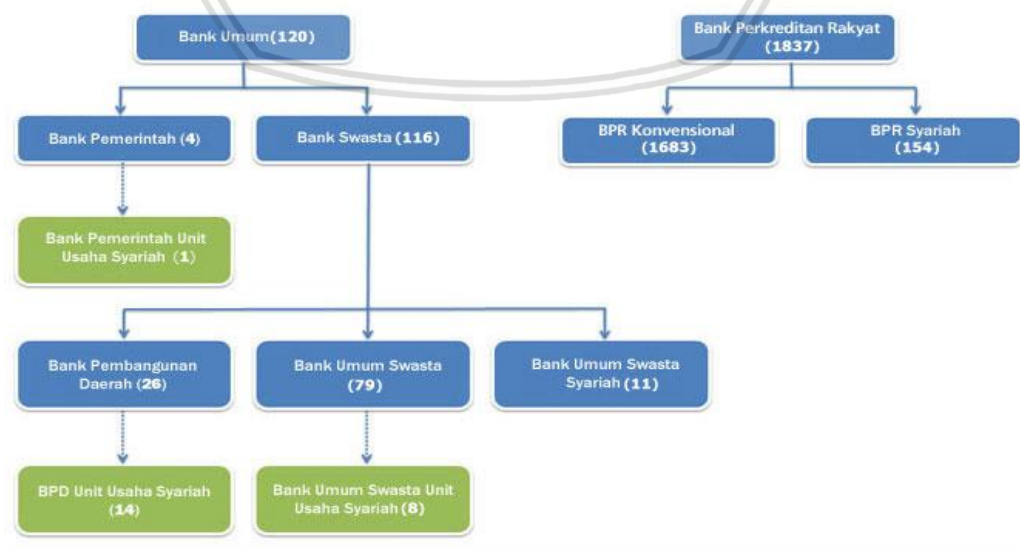 Bank Umum(120)
Bank Perkreditan Rakyat
(1837)
Bank Pemerintah (4)
Bank Swasta (116)
BPR Konvensional
(1683)
BPR Syariah
(154)
Bank Pemerintah Unit
Usaha Syariah (1)
Bank Pembangunan
Daerah (26)
Bank Umum Swasta
(79)
Bank Umum Swasta
Syariah (11)
BPD Unit Usaha Syariah
(14)
Bank Umum Swasta Unit
Usaha Syariah (8)